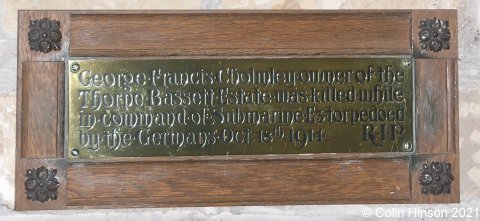 George·Francis·Cholmley·owner·of·the
Thorpe·Bassett·Estate·was·killed·while
in·command·of·Submarine·E3·torpedoed
by·the·Germans·Oct·18th·1914. R·I·P
© Colin Hinson 2021